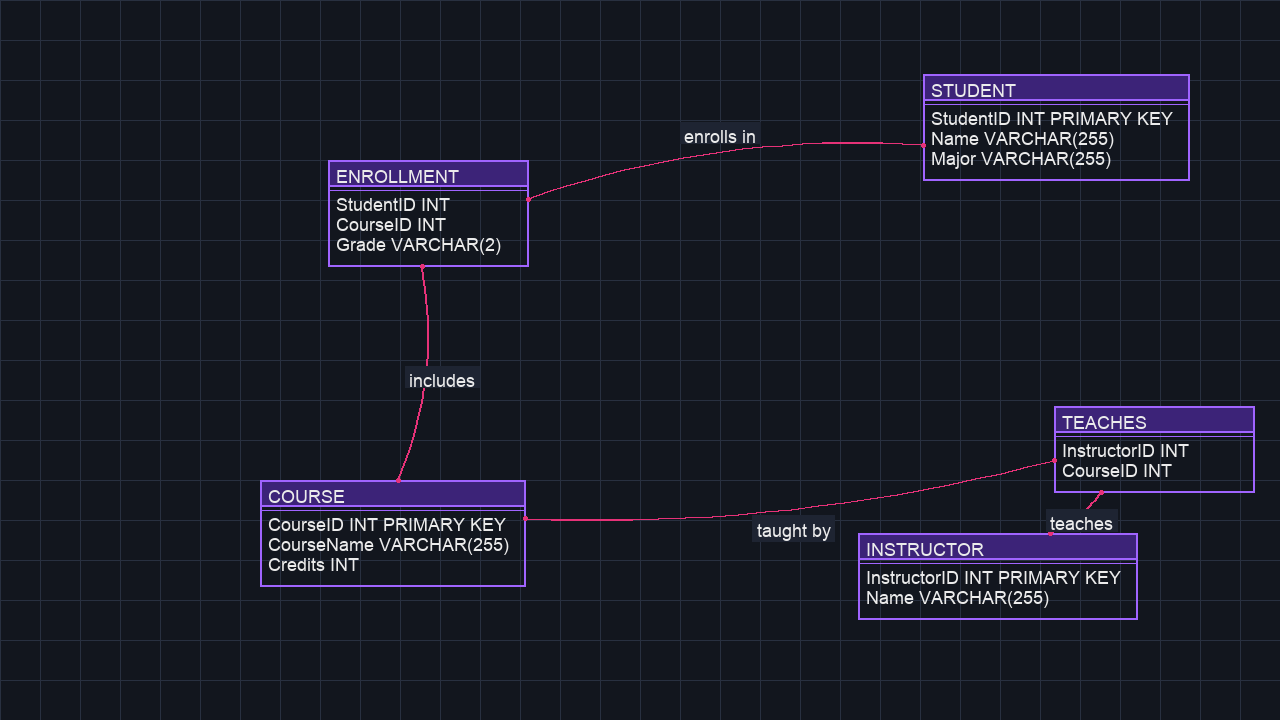 STUDENT
StudentID INT PRIMARY KEY
Name VARCHAR(255)
Major VARCHAR(255)
enrolls in
ENROLLMENT
StudentID INT
CourseID INT
Grade VARCHAR(2)
includes
TEACHES
InstructorID INT
CourseID INT
COURSE
CourseID INT PRIMARY KEY
CourseName VARCHAR(255)
Credits INT
taught by
teaches
INSTRUCTOR
InstructorID INT PRIMARY KEY
Name VARCHAR(255)